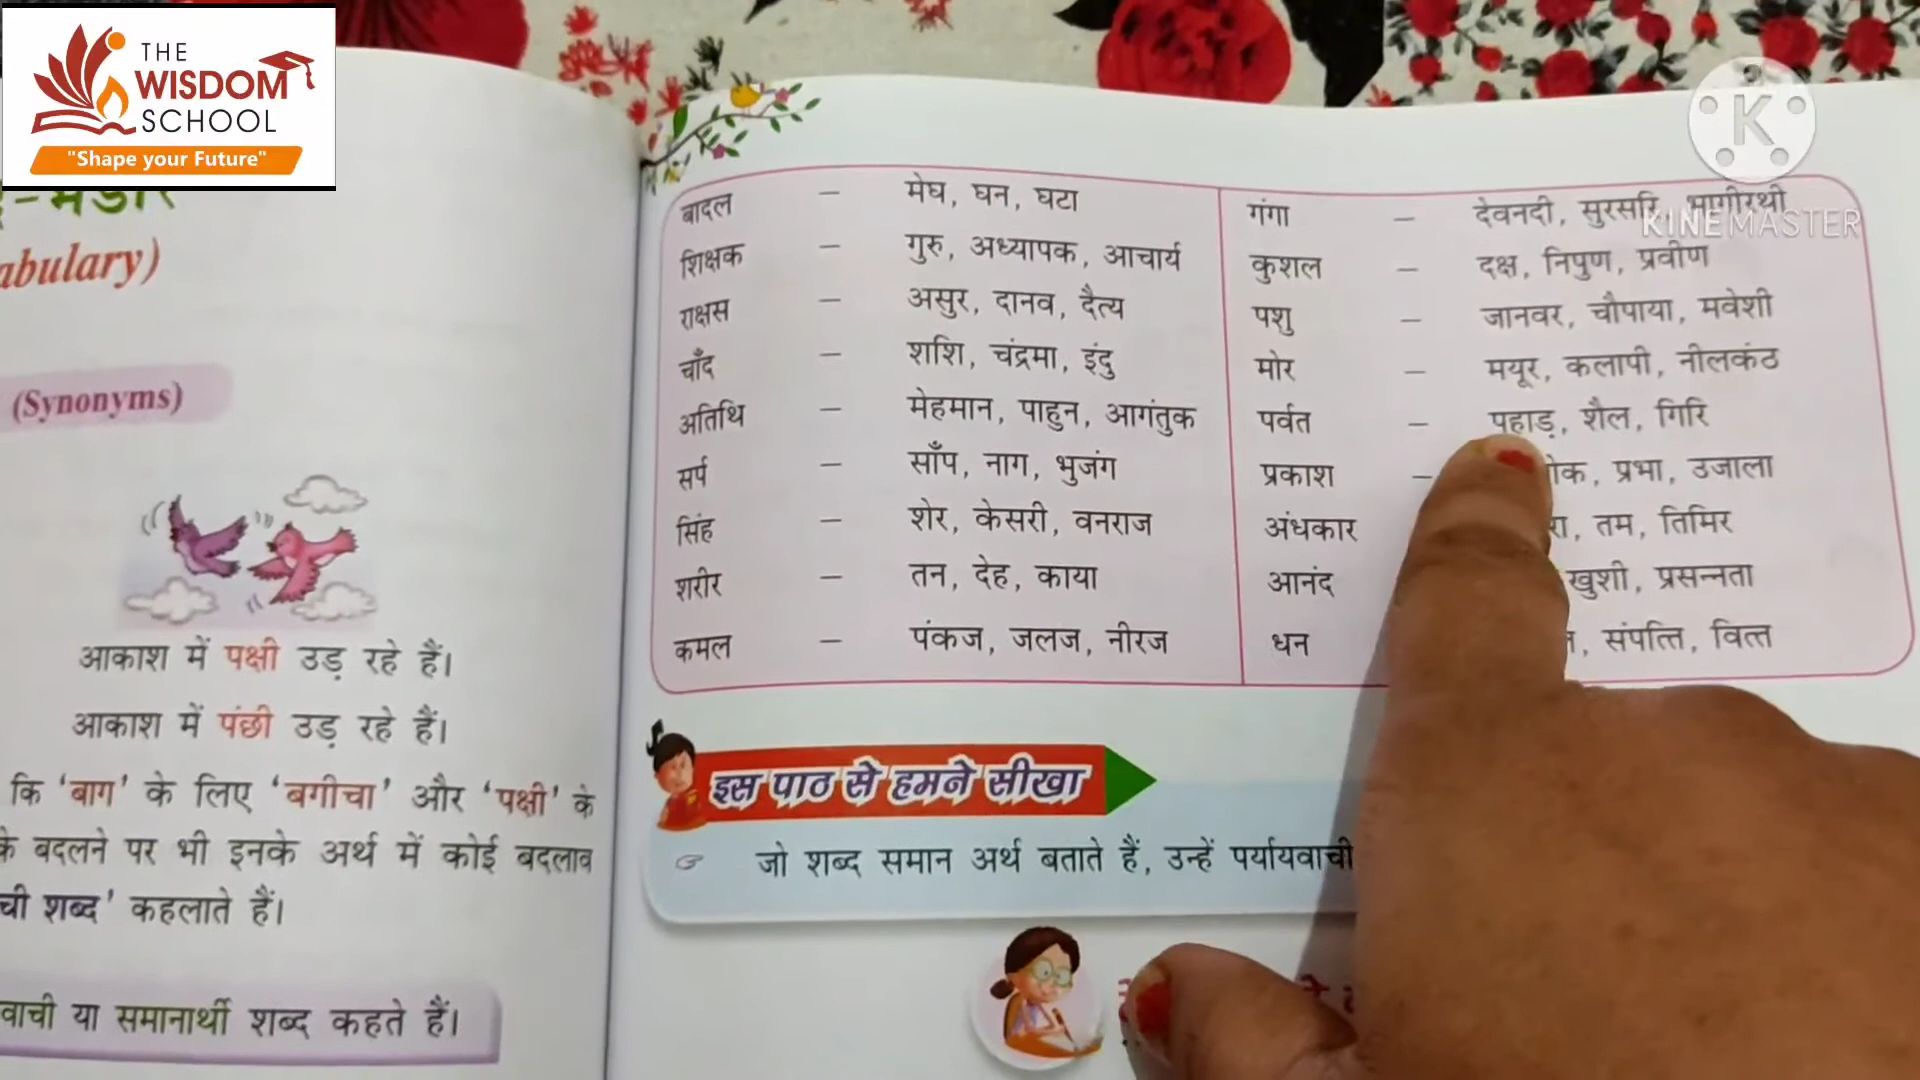 THE
WISDOM
SCHOOL
"Shape your Future"
KINEMASTER
(Synonyms)
आकाश में पक्षी उड़ रहे हैं।
आकाश में पंछी उड़ रहे हैं।
कि ‘बाग’ के लिए ‘बगीचा’ और ‘पक्षी’ के
के बदलने पर भी इनके अर्थ में कोई बदलाव
ची शब्द’ कहलाते हैं।
वाची या समानार्थी शब्द कहते हैं।
बादल – मेघ, घन, घटा
शिक्षक – गुरु, अध्यापक, आचार्य
राक्षस – असुर, दानव, दैत्य
चाँद – शशि, चंद्रमा, इंदु
अतिथि – मेहमान, पाहुन, आगंतुक
सर्प – साँप, नाग, भुजंग
सिंह – शेर, केसरी, वनराज
शरीर – तन, देह, काया
कमल – पंकज, जलज, नीरज
गंगा – देवनदी, सुरसरि, भागीरथी
कुशल – दक्ष, निपुण, प्रवीण
पशु – जानवर, चौपाया, मवेशी
मोर – मयूर, कलापी, नीलकंठ
पर्वत – पहाड़, शैल, गिरि
प्रकाश – प्रभा, उजाला
अंधकार तम, तिमिर
आनंद खुशी, प्रसन्नता
धन संपत्ति, वित्त
इस पाठ से हमने सीखा
जो शब्द समान अर्थ बताते हैं, उन्हें पर्यायवाची